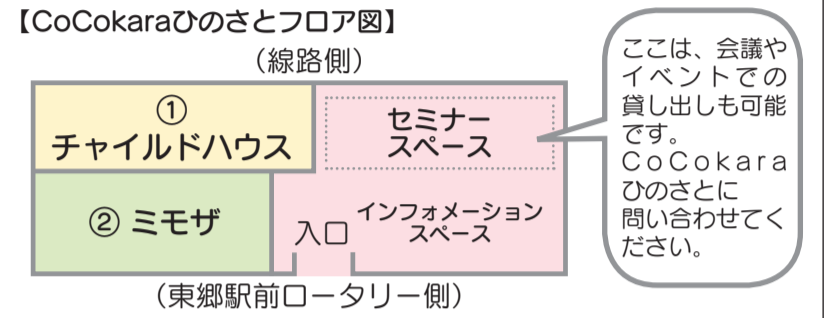 【CoCokaraひのさとフロア図】
（線路側）
①
チャイルドハウス
セミナー
スペース
② ミモザ
入口
インフォメーション
スペース
（東郷駅前ロータリー側）
ここは、会議や
イベントでの
貸し出しも可能
です。
CoCokara
ひのさとに
問い合わせてく
ださい。